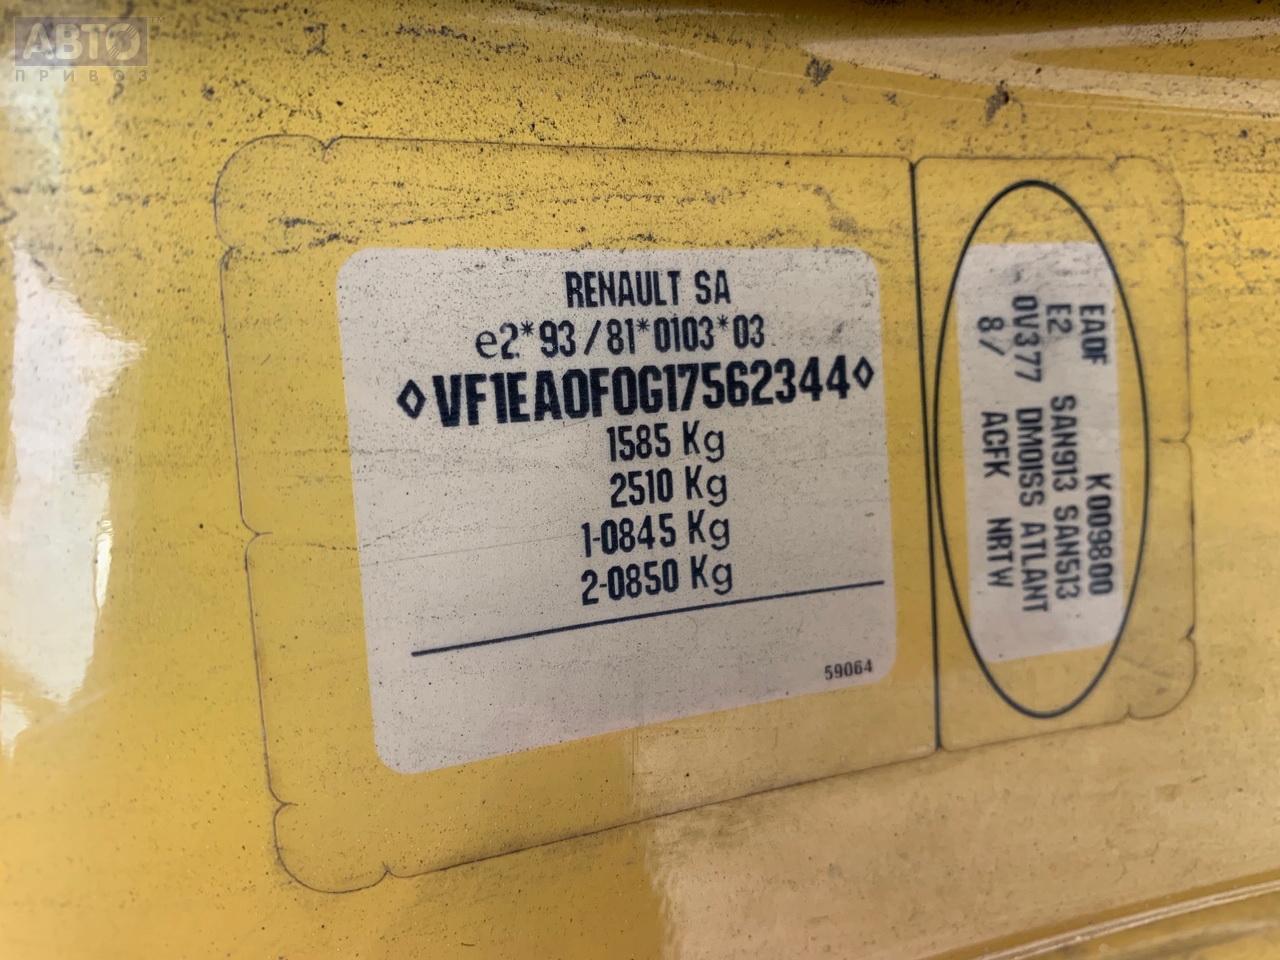 АВТО
ПРИВОЗ
RENAULT SA
e2*93/81*0103*03
◊VF1EA0F0G17562344◊
1585 Kg
2510 Kg
1-0845 Kg
2-0850 Kg
59064
EADF K009800
E2 SAN913 SAN513
0V377 DM0ISS ATLANT
8/ ACFK NRTW